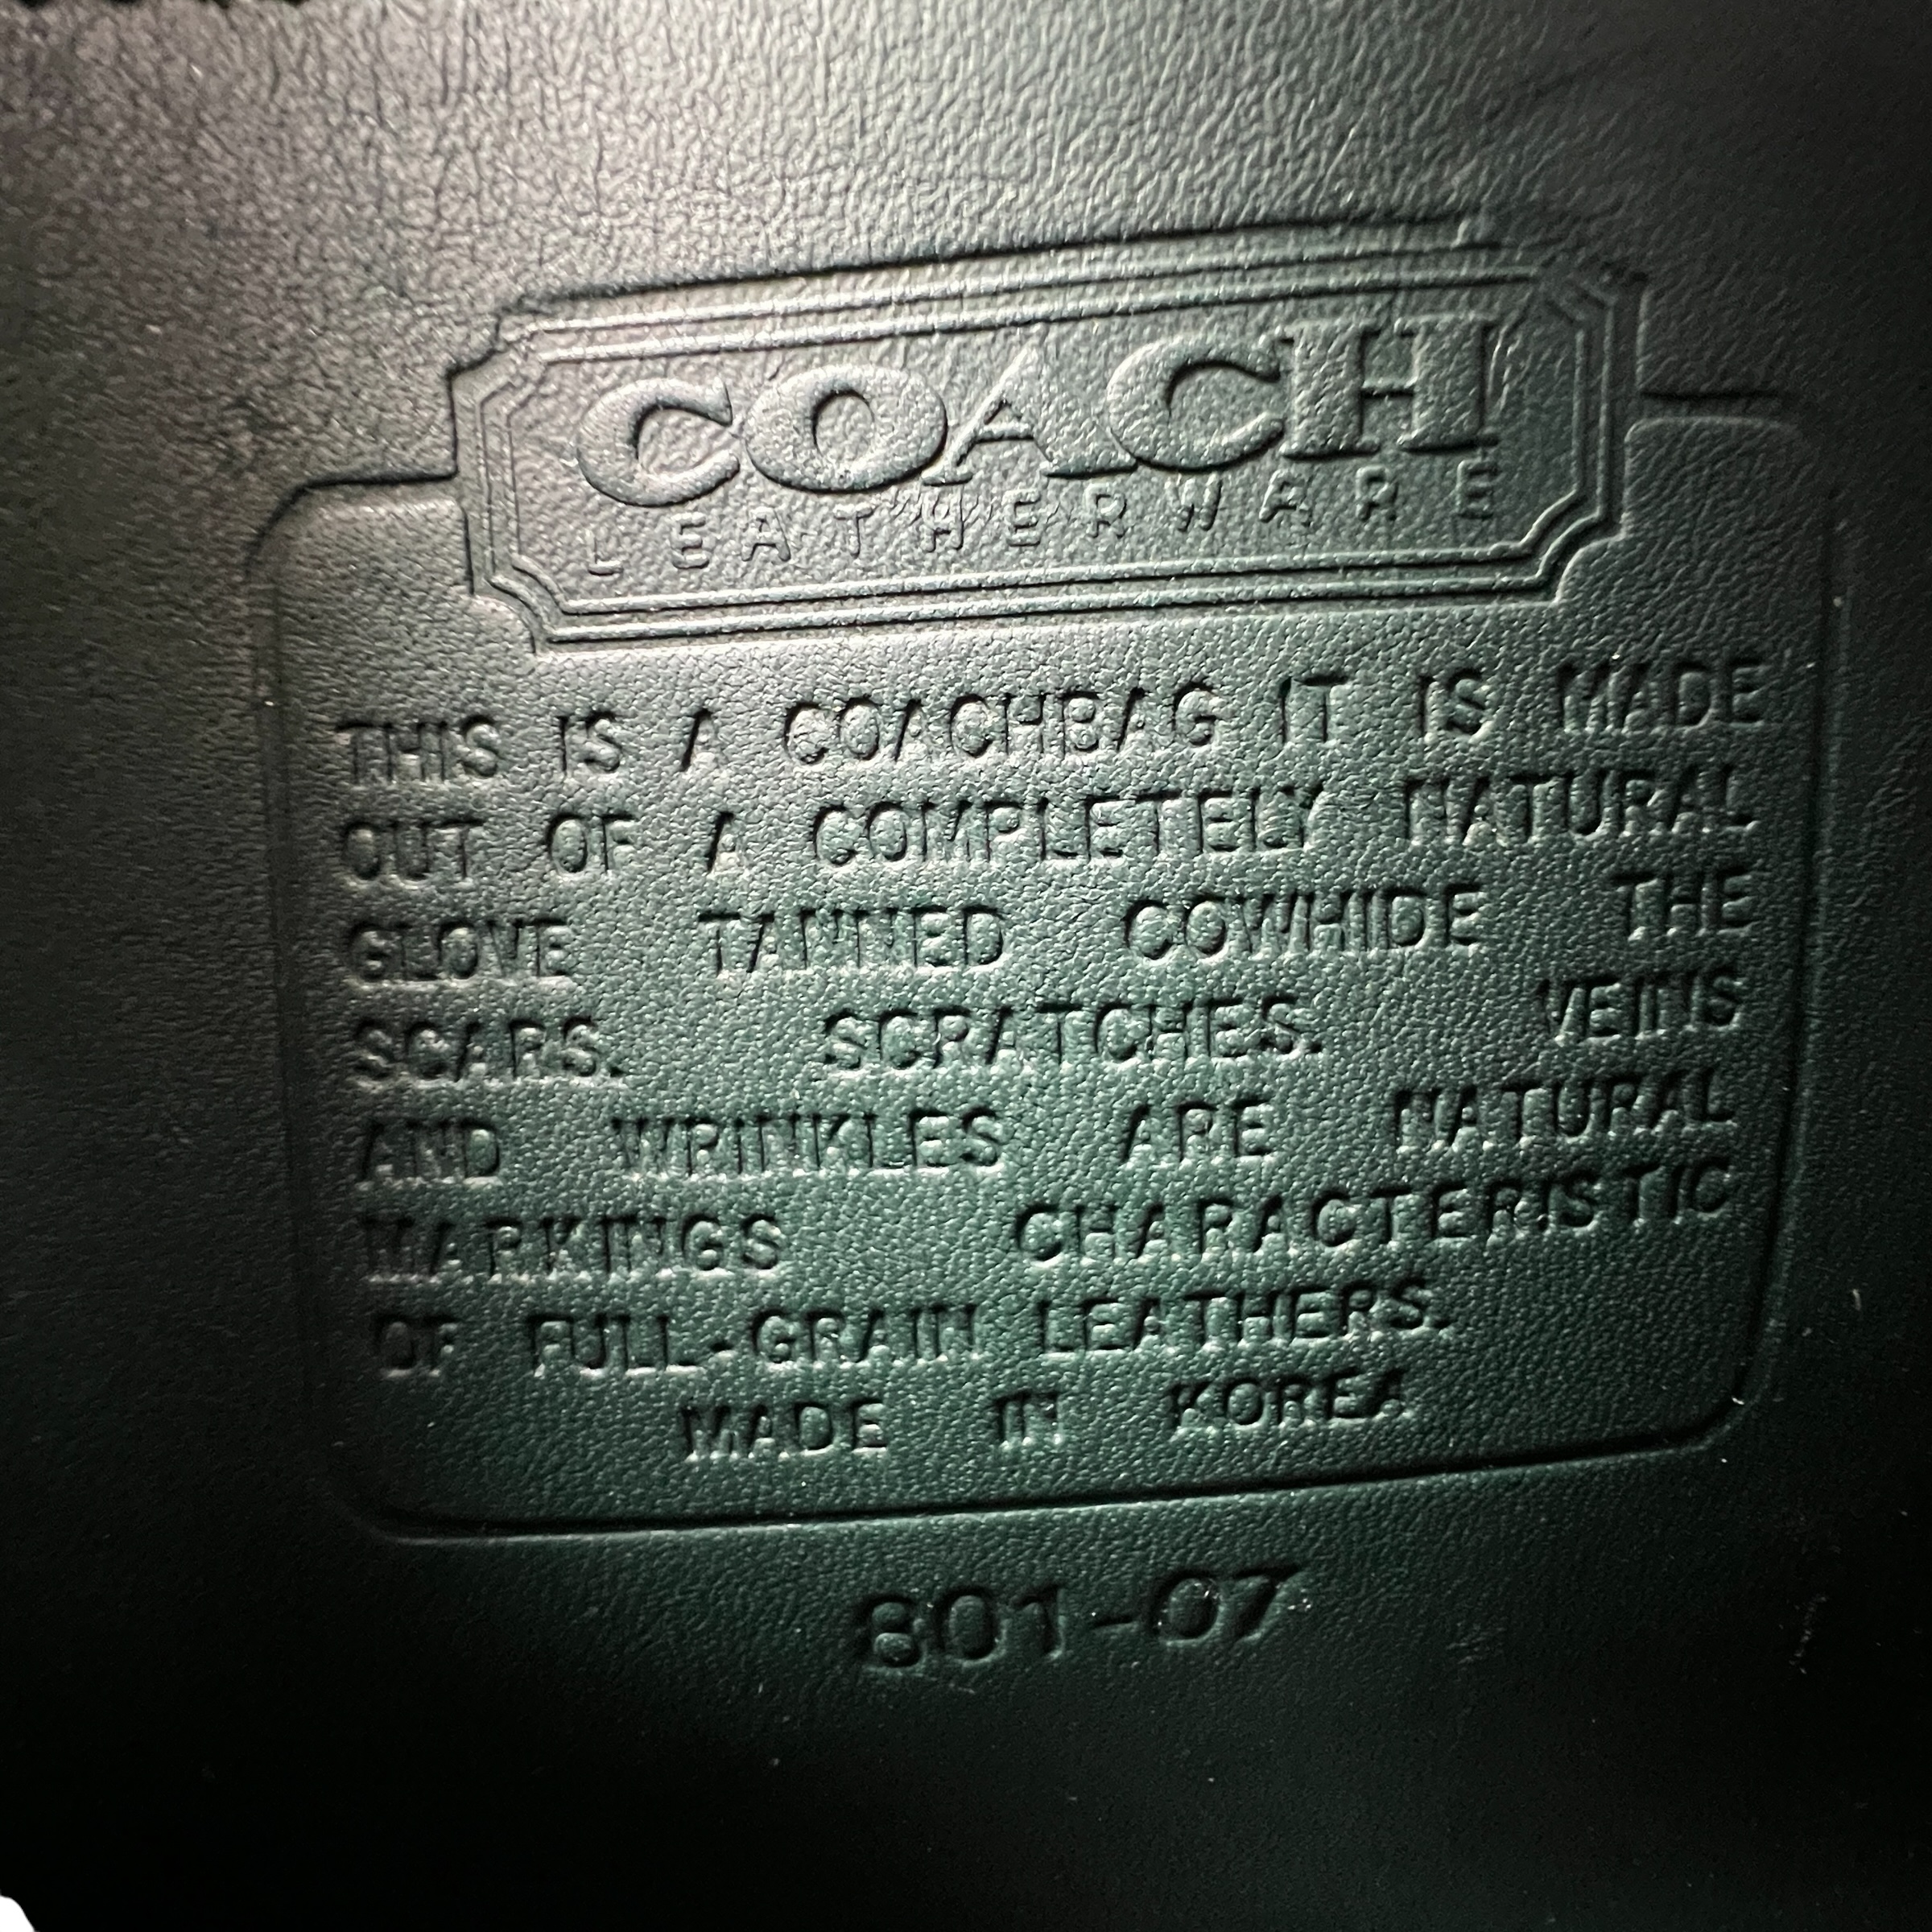 COACH
LEATHERWARE
THIS IS A COACHBAG IT IS MADE
OUT OF A COMPLETELY NATURAL
GLOVE TANNED COWHIDE THE
SCARS. SCRATCHES. VEINS
AND WRINKLES ARE NATURAL
MARKINGS CHARACTERISTIC
OF FULL-GRAIN LEATHERS.
MADE IN KOREA
801-07